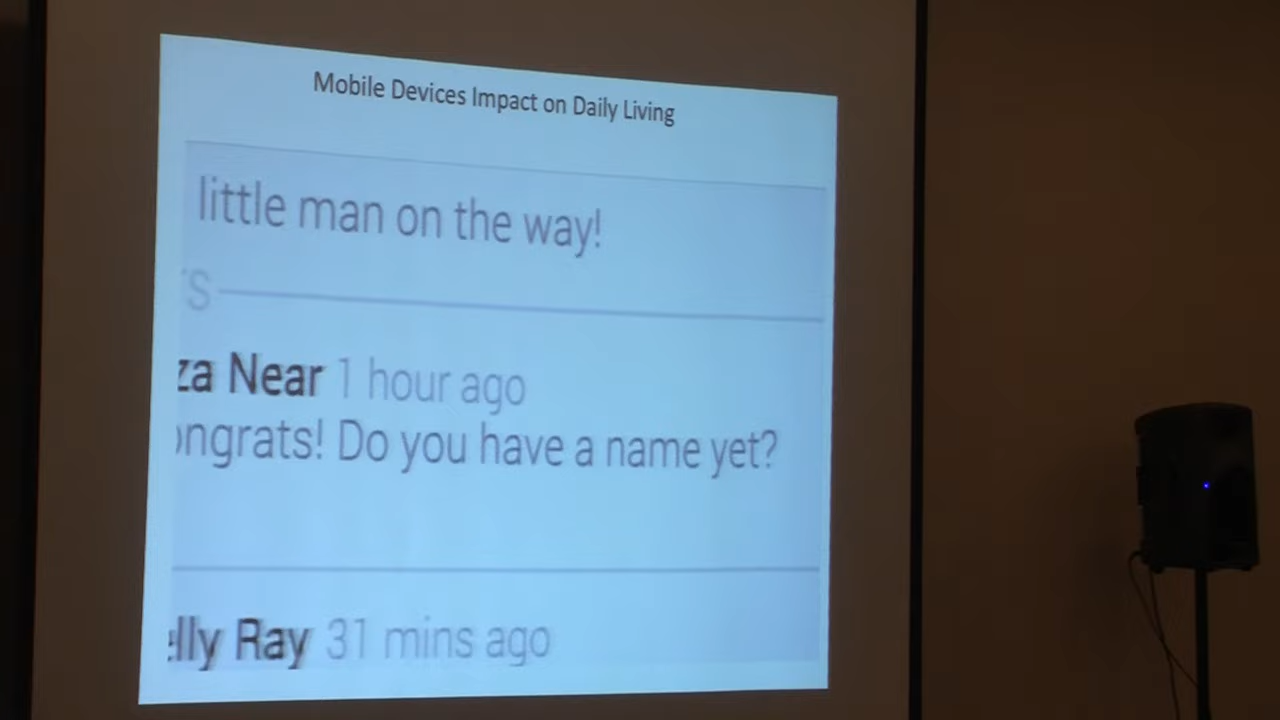 Mobile Devices Impact on Daily Living
little man on the way!
S
za Near 1 hour ago
ongrats! Do you have a name yet?
elly Ray 31 mins ago